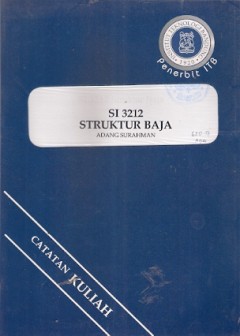 Penerbit ITB
SI 3212
STRUKTUR BAJA
ADANG SURAHMAN
CATATAN KULIAH